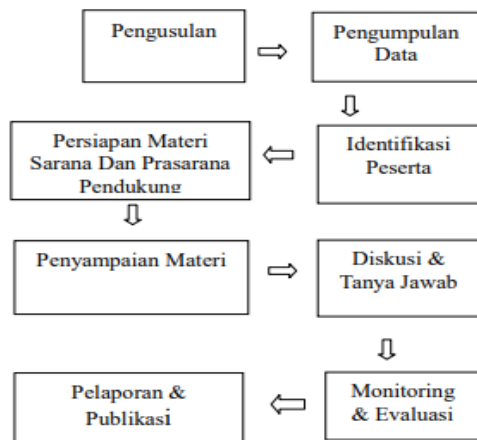 Pengusulan
Pengumpulan
Data
Identifikasi
Peserta
Persiapan Materi
Sarana Dan Prasarana
Pendukung
Penyampaian Materi
Diskusi &
Tanya Jawab
Monitoring
& Evaluasi
Pelaporan &
Publikasi